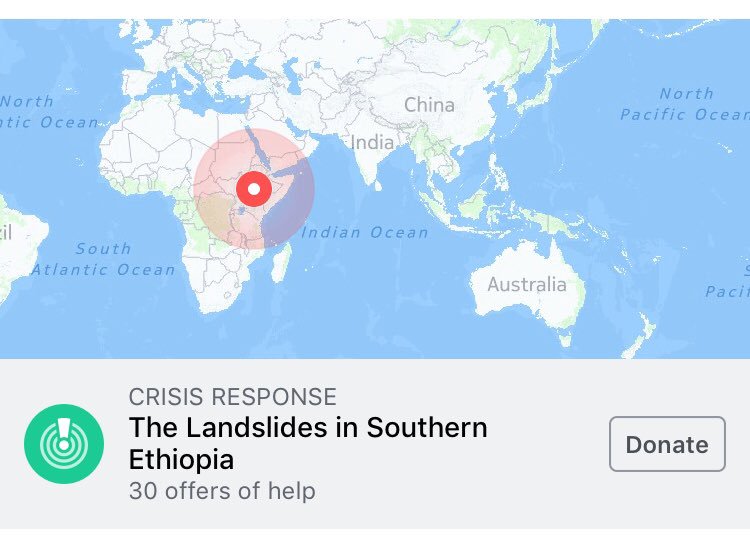 China
North
Pacific Ocean
North
ntic Ocean
India
il
Indian Ocean
South
Atlantic Ocean
Australia
S
Pacif
CRISIS RESPONSE
The Landslides in Southern
Ethiopia
30 offers of help
Donate